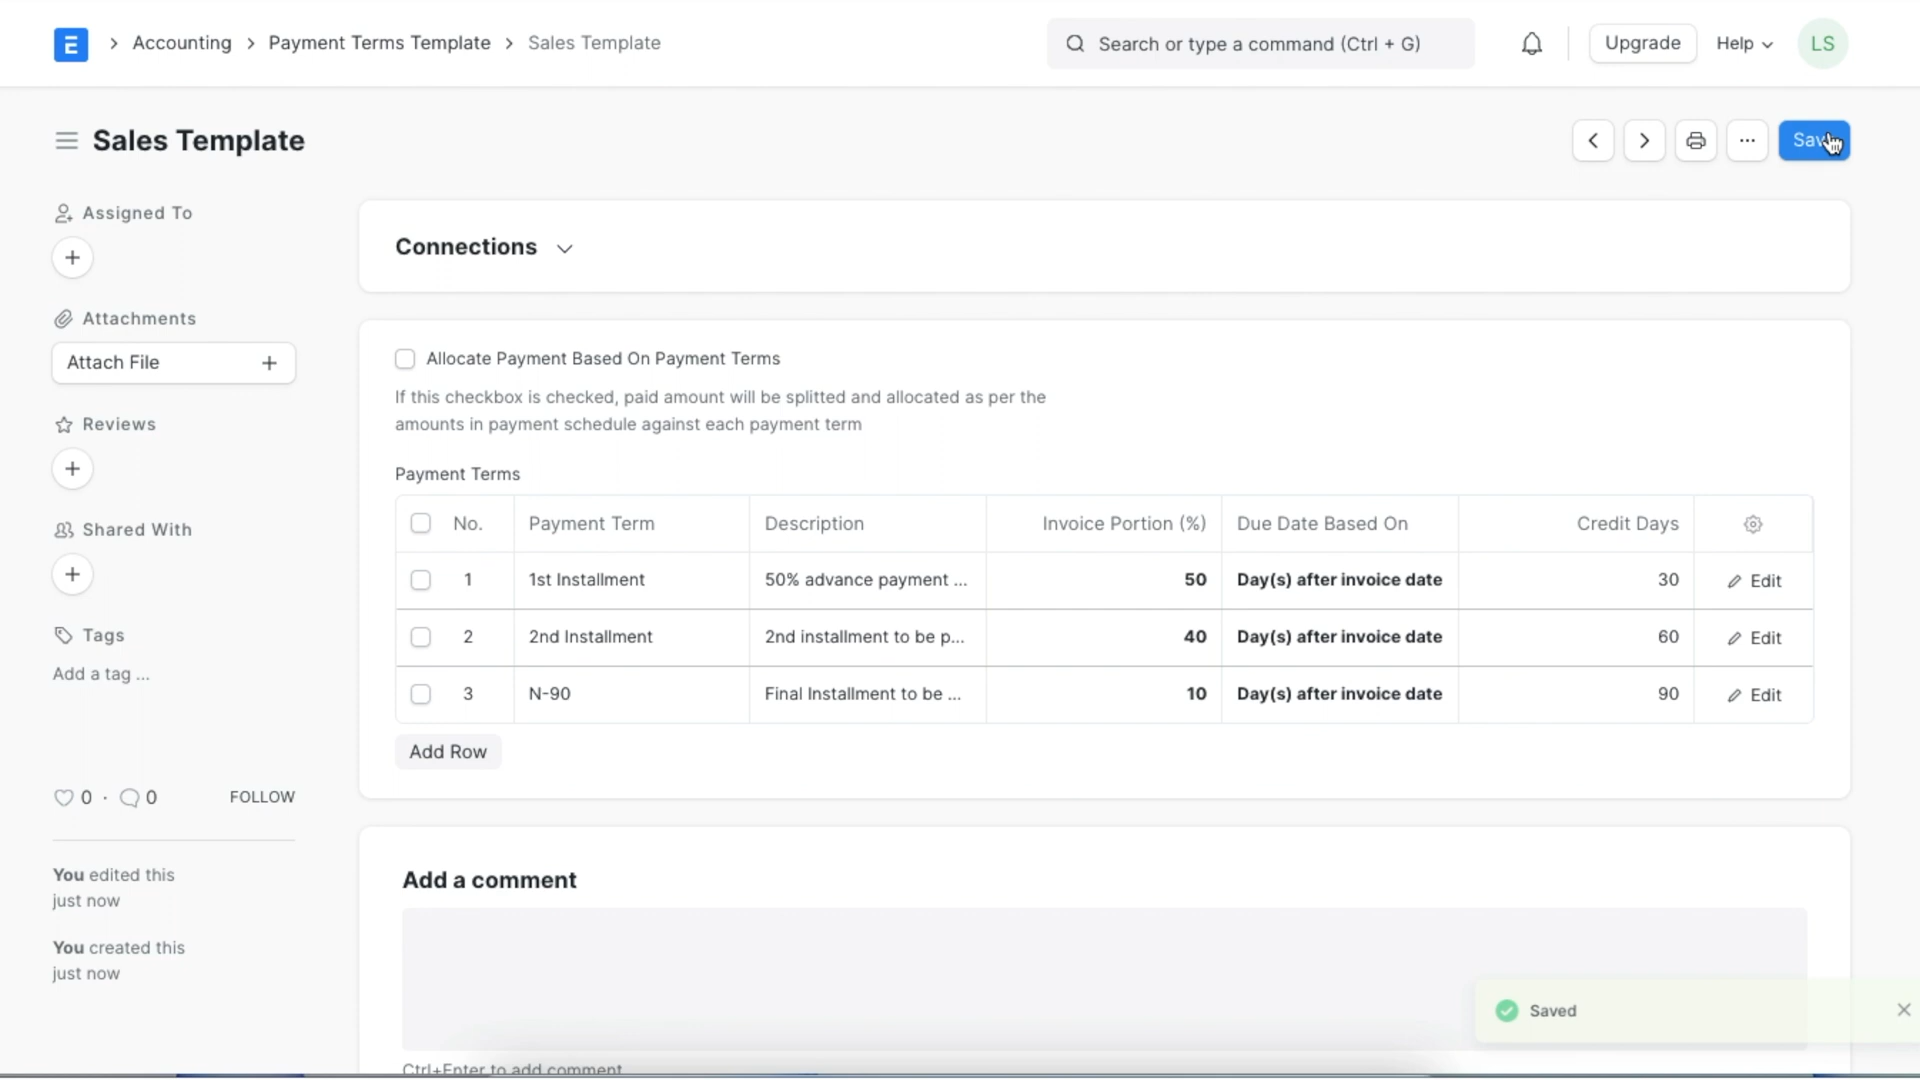 E > Accounting > Payment Terms Template > Sales Template
Search or type a command (Ctrl + G)
Upgrade
Help
LS
Sales Template
Assigned To
Attachments
Attach File
Reviews
Shared With
Tags
Add a tag ...
0 · 0
FOLLOW
You edited this
just now
You created this
just now
Connections
Allocate Payment Based On Payment Terms
If this checkbox is checked, paid amount will be splitted and allocated as per the
amounts in payment schedule against each payment term
Payment Terms
No. Payment Term Description Invoice Portion (%) Due Date Based On Credit Days
1 1st Installment 50% advance payment ... 50 Day(s) after invoice date 30 Edit
2 2nd Installment 2nd installment to be p... 40 Day(s) after invoice date 60 Edit
3 N-90 Final Installment to be ... 10 Day(s) after invoice date 90 Edit
Add Row
Add a comment
Saved
Ctrl+Enter to add comment